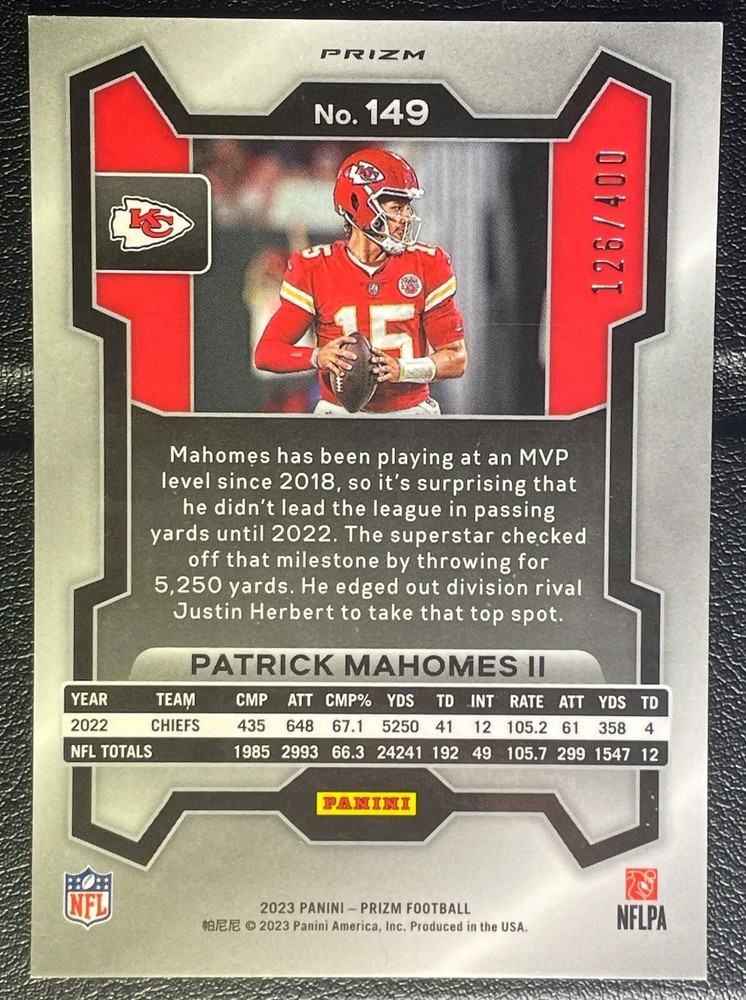 PRIZM
No. 149
126/400
KC
15
15
Mahomes has been playing at an MVP
level since 2018, so it's surprising that
he didn't lead the league in passing
yards until 2022. The superstar checked
off that milestone by throwing for
5,250 yards. He edged out division rival
Justin Herbert to take that top spot.
PATRICK MAHOMES II
YEAR TEAM CMP ATT CMP% YDS TD INT RATE ATT YDS TD
2022 CHIEFS 435 648 67.1 5250 41 12 105.2 61 358 4
NFL TOTALS 1985 2993 66.3 24241 192 49 105.7 299 1547 12
PANINI
NFL
2023 PANINI – PRIZM FOOTBALL
帕尼尼 © 2023 Panini America, Inc. Produced in the USA.
NFLPA